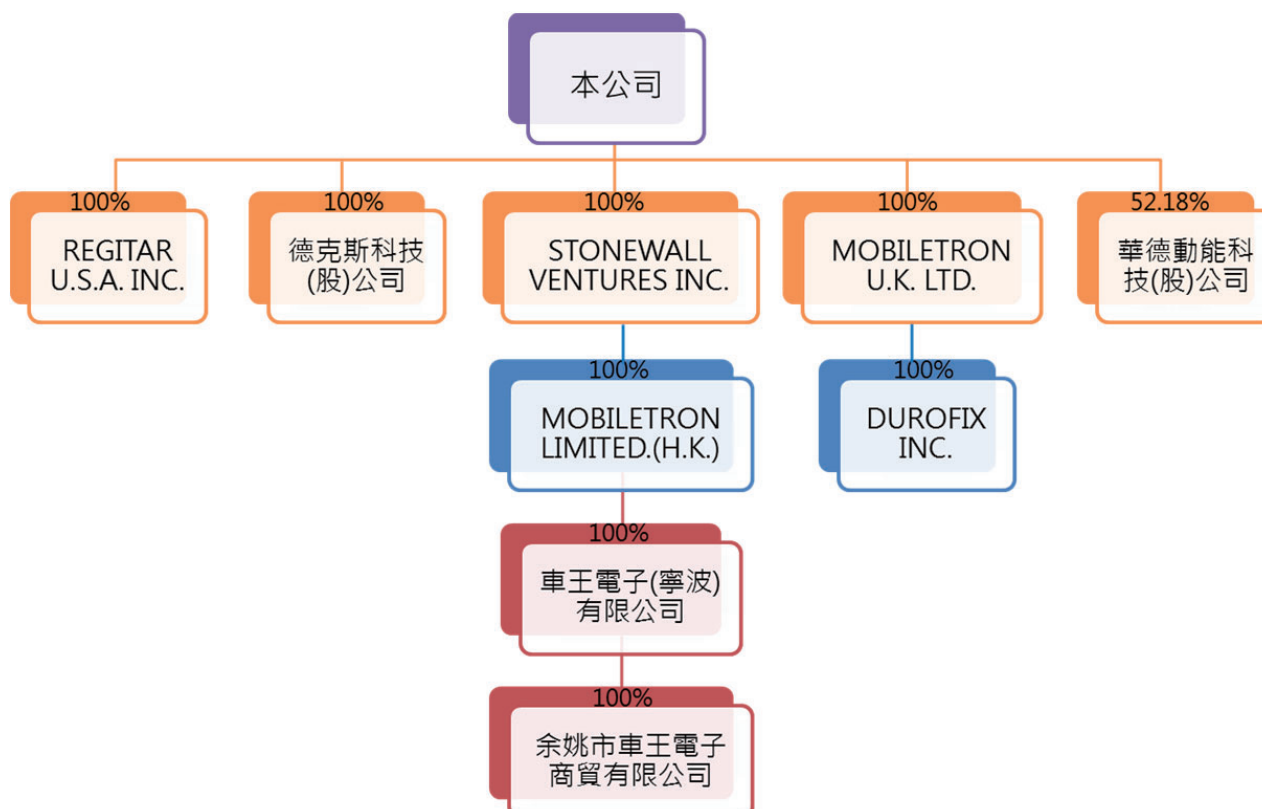 本公司
100%
REGITAR
U.S.A. INC.
100%
德克斯科技
(股)公司
100%
STONEWALL
VENTURES INC.
100%
MOBILETRON
U.K. LTD.
52.18%
華德動能科
技(股)公司
100%
MOBILETRON
LIMITED.(H.K.)
100%
DUROFIX
INC.
100%
車王電子(寧波)
有限公司
100%
余姚市車王電子
商貿有限公司